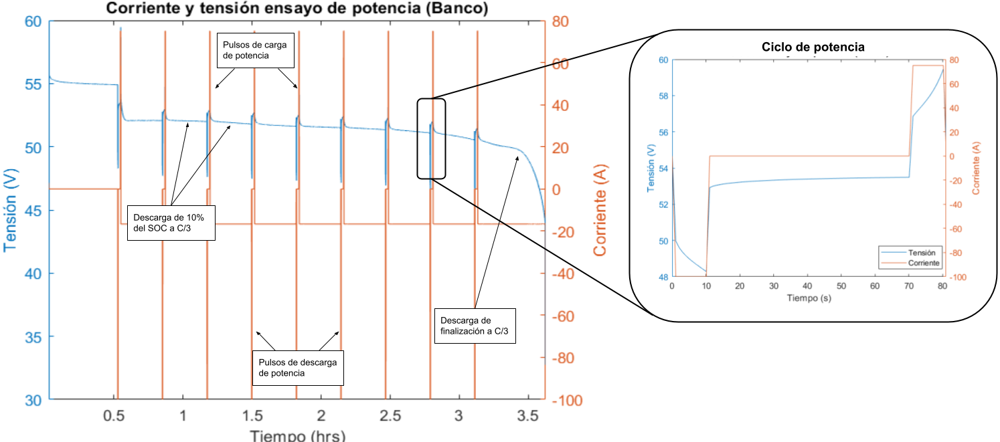 Corriente y tensión ensayo de potencia (Banco)
60
55
50
45
40
35
30
Tensión (V)
80
60
40
20
0
-20
-40
-60
-80
-100
Corriente (A)
0.5
1
1.5
2
2.5
3
3.5
Tiempo (hrs)
Pulsos de carga
de potencia
Descarga de 10%
del SOC a C/3
Pulsos de descarga
de potencia
Descarga de
finalización a C/3
Ciclo de potencia
60
58
56
54
52
50
48
Tensión (V)
80
60
40
20
0
-20
-40
-60
-80
-100
Corriente (A)
0
10
20
30
40
50
60
70
80
Tiempo (s)
Tensión
Corriente